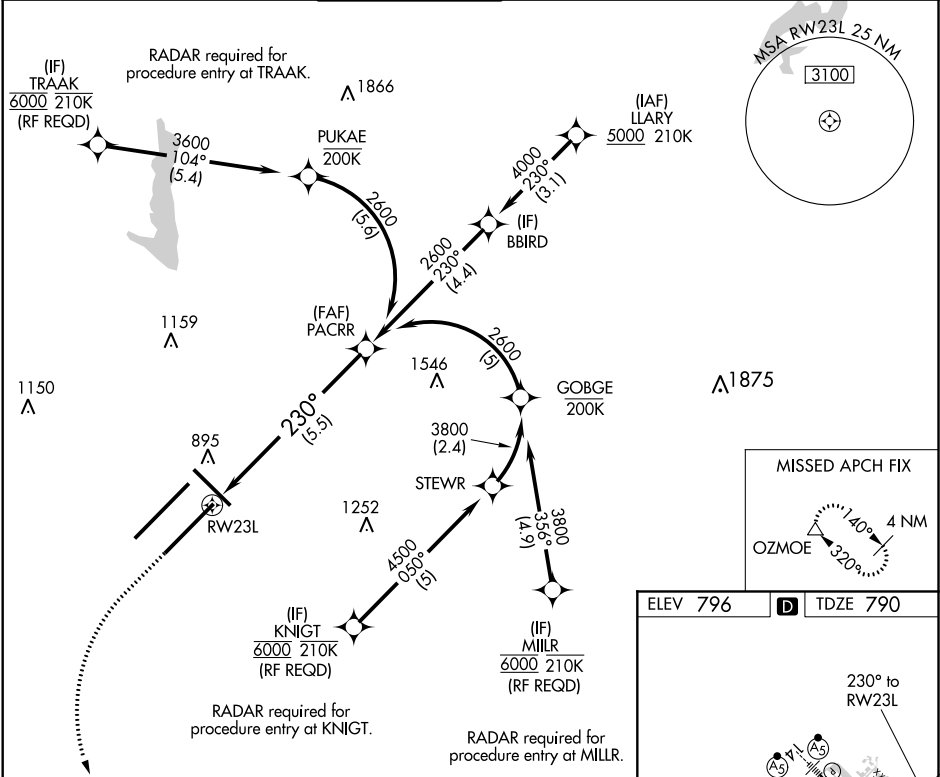 RADAR required for
procedure entry at TRAAK.
(IF)
TRAAK
6000 210K
(RF REQD)
1866
3600
104°
(5.4)
PUKAE
200K
2600
(5.6)
(IAF)
LLARY
5000 210K
4000
230°
(3.1)
(IF)
BBIRD
2600
230°
(4.4)
MSA RW23L 25 NM
3100
1159
1150
(FAF)
PACRR
1546
2600
(5)
GOBGE
200K
1875
230°
(5.5)
895
RW23L
3800
(2.4)
STEWR
1252
4500
050°
(5)
3800
356°
(4.9)
(IF)
KNIGT
6000 210K
(RF REQD)
RADAR required for
procedure entry at KNIGT.
(IF)
MIILR
6000 210K
(RF REQD)
RADAR required for
procedure entry at MILLR.
MISSED APCH FIX
OZMOE
140°
320°
4 NM
ELEV 796
D
TDZE 790
230° to
RW23L
A5
A5
14
P